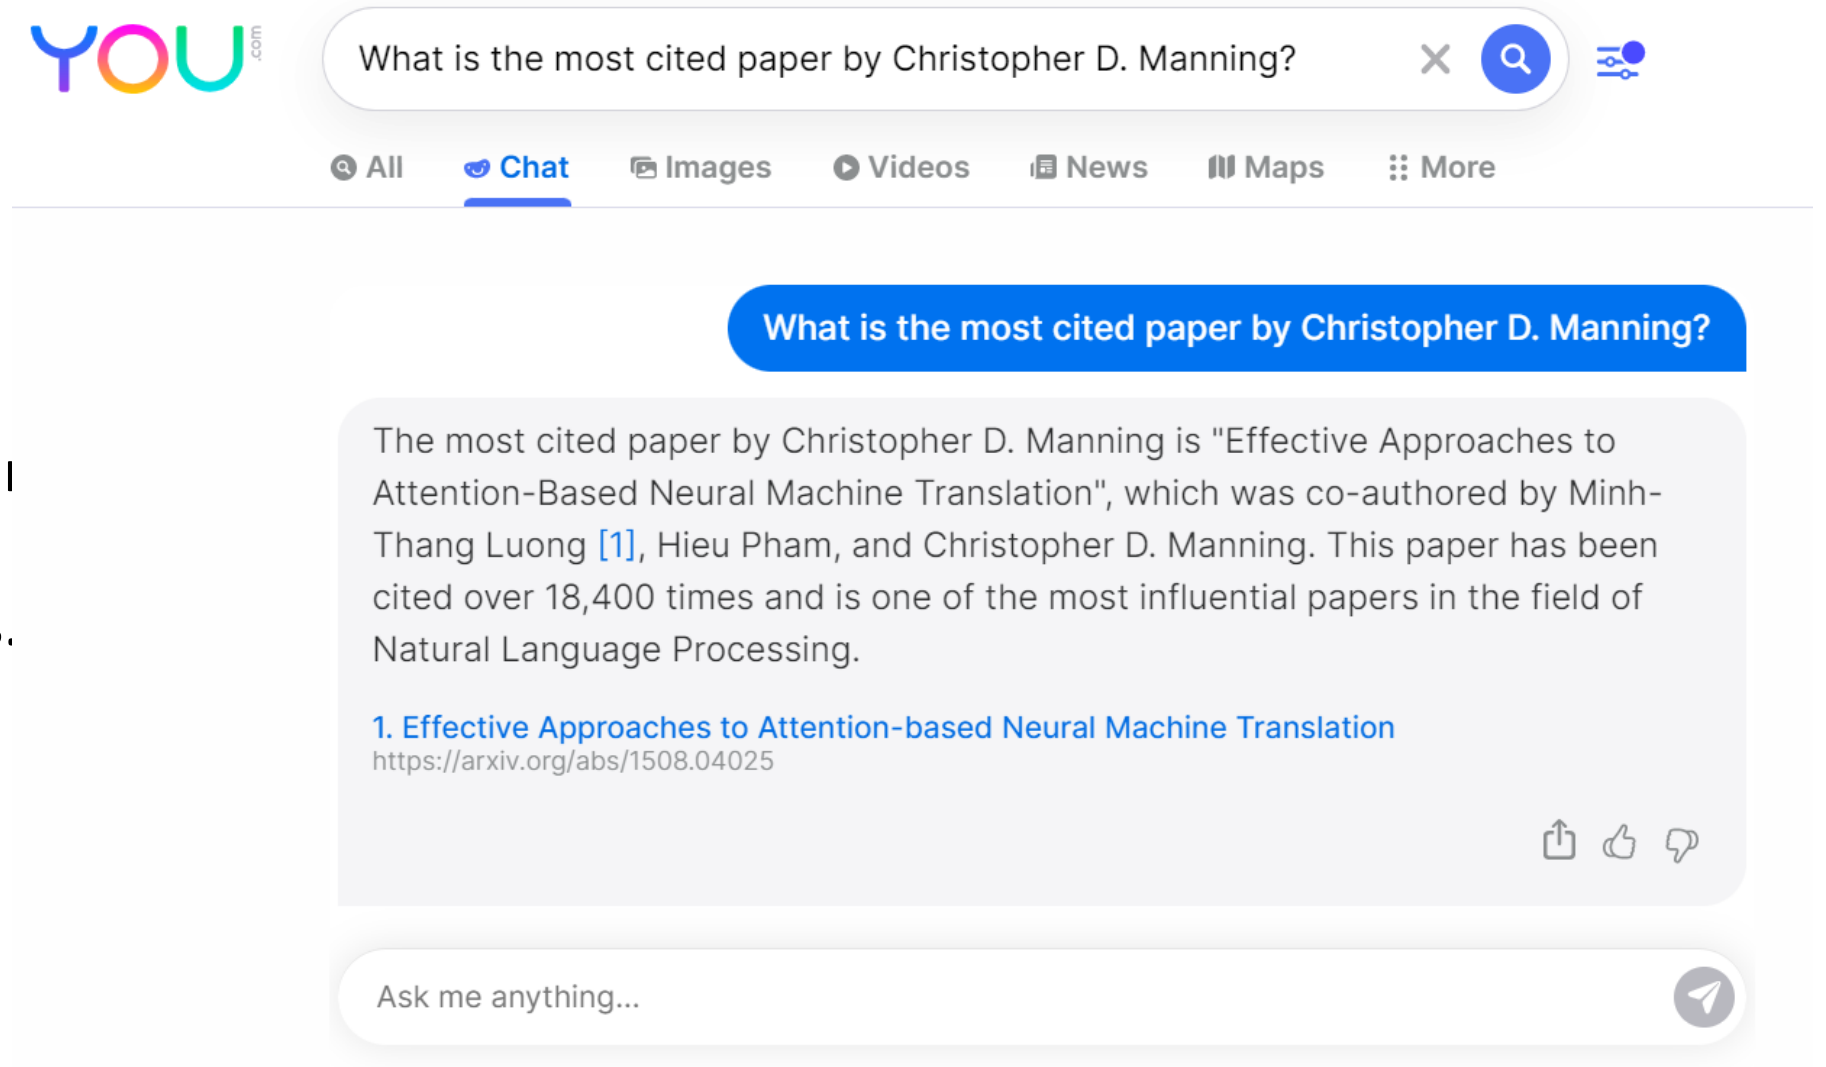 YOU.com
What is the most cited paper by Christopher D. Manning?
All Chat Images Videos News Maps More
What is the most cited paper by Christopher D. Manning?
The most cited paper by Christopher D. Manning is "Effective Approaches to
Attention-Based Neural Machine Translation", which was co-authored by Minh-
Thang Luong [1], Hieu Pham, and Christopher D. Manning. This paper has been
cited over 18,400 times and is one of the most influential papers in the field of
Natural Language Processing.
1. Effective Approaches to Attention-based Neural Machine Translation
https://arxiv.org/abs/1508.04025
Ask me anything...